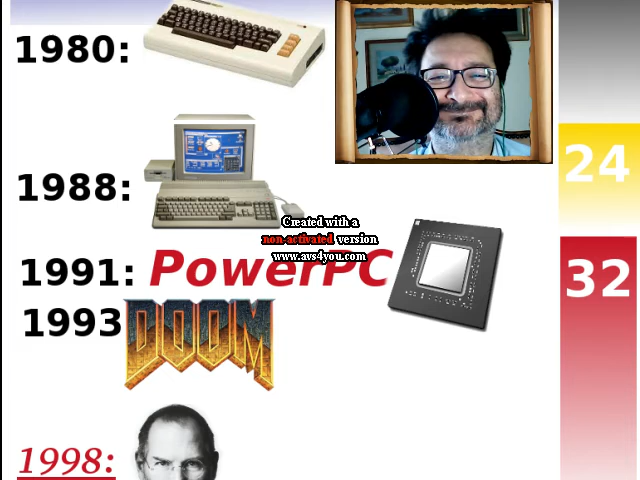 1980:
24
1988:
Created with a
non-activated version
www.avs4you.com
1991: PowerPC
32
1993
DOOM
1998: